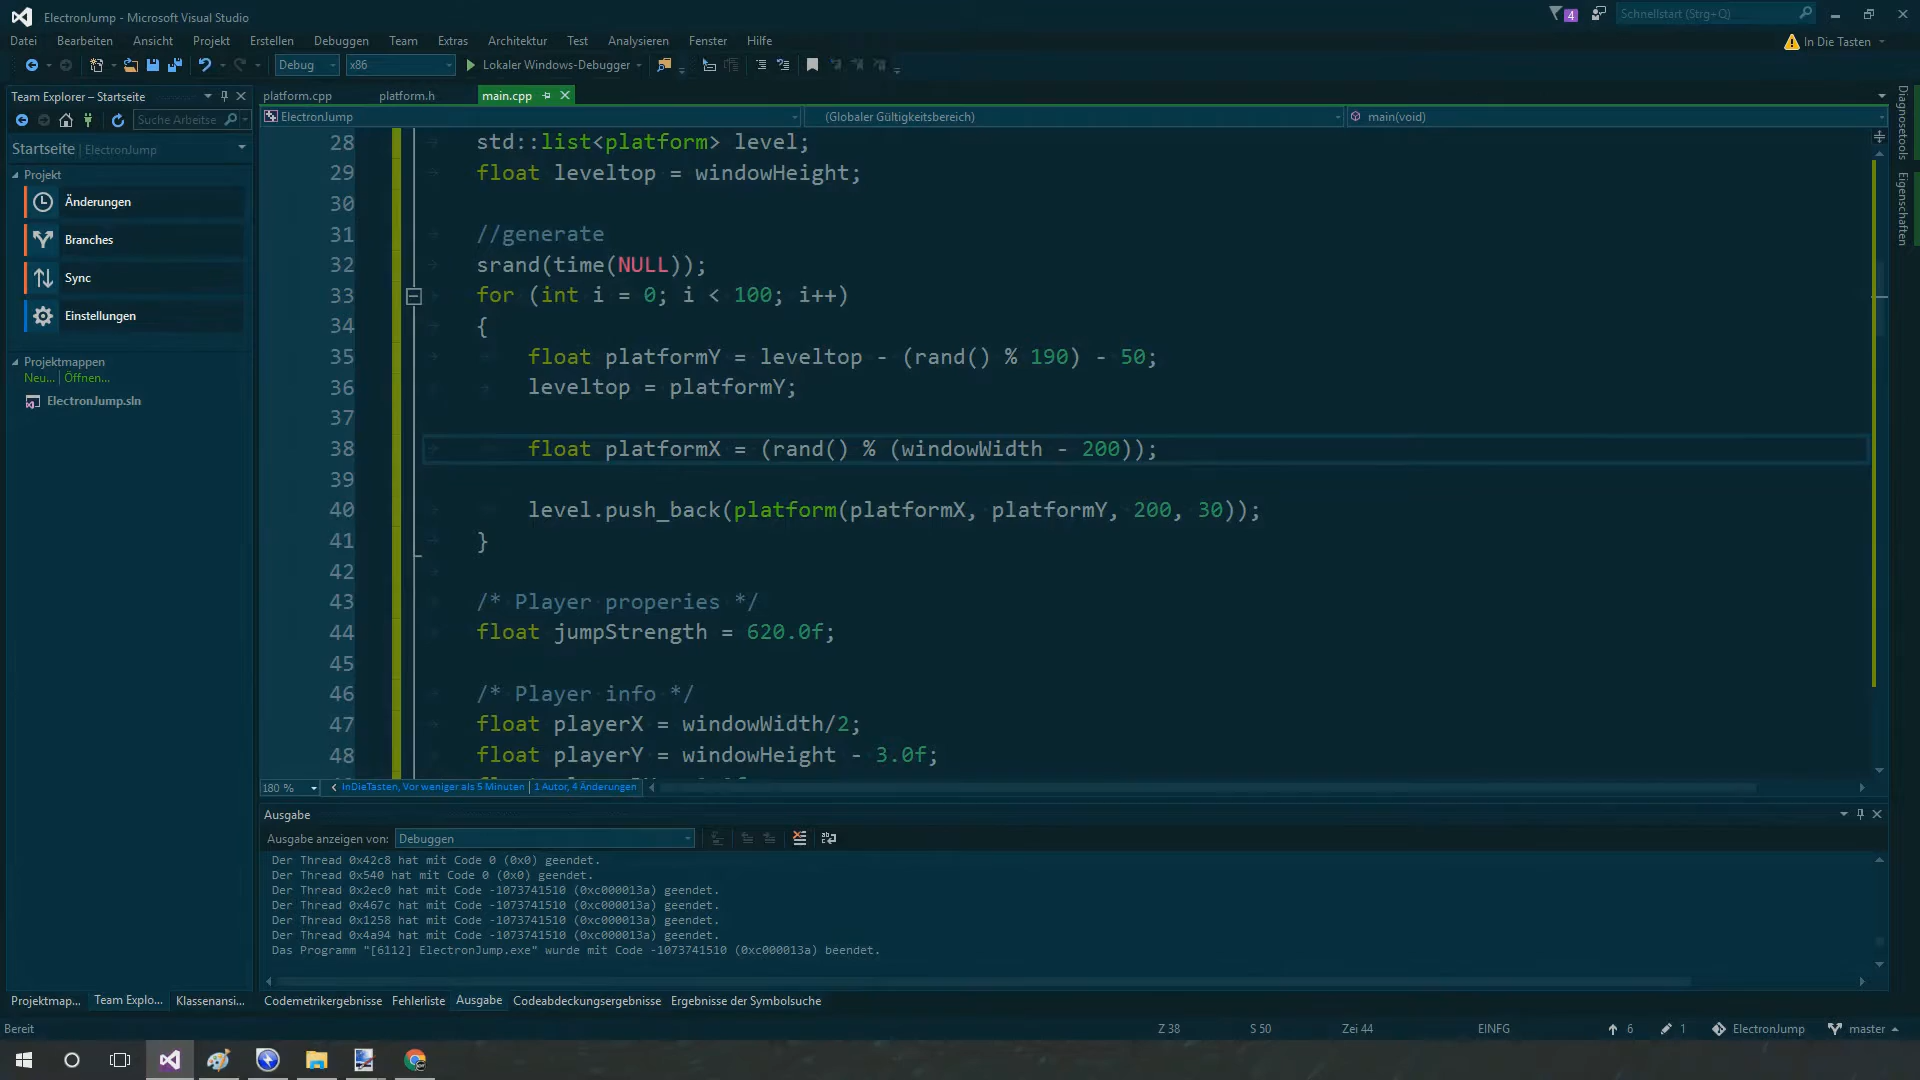 ElectronJump - Microsoft Visual Studio
4
Schnellstart (Strg+Q)
Datei Bearbeiten Ansicht Projekt Erstellen Debuggen Team Extras Architektur Test Analysieren Fenster Hilfe
In Die Tasten
Debug x86 Lokaler Windows-Debugger
Team Explorer – Startseite
platform.cpp platform.h main.cpp
Suche Arbeitse
ElectronJump (Globaler Gültigkeitsbereich) main(void)
Startseite | ElectronJump
Projekt
Änderungen
Branches
Sync
Einstellungen
Projektmappen
Neu... | Öffnen...
ElectronJump.sln
28 std::list<platform> level;
29 float leveltop = windowHeight;
30
31 //generate
32 srand(time(NULL));
33 for (int i = 0; i < 100; i++)
34 {
35 float platformY = leveltop - (rand() % 190) - 50;
36 leveltop = platformY;
37
38 float platformX = (rand() % (windowWidth - 200));
39
40 level.push_back(platform(platformX, platformY, 200, 30));
41 }
42
43 /* Player properies */
44 float jumpStrength = 620.0f;
45
46 /* Player info */
47 float playerX = windowWidth/2;
48 float playerY = windowHeight - 3.0f;
180 % InDieTasten, Vor weniger als 5 Minuten | 1 Autor, 4 Änderungen
Ausgabe
Ausgabe anzeigen von: Debuggen
Der Thread 0x42c8 hat mit Code 0 (0x0) geendet.
Der Thread 0x540 hat mit Code 0 (0x0) geendet.
Der Thread 0x2ec0 hat mit Code -1073741510 (0xc000013a) geendet.
Der Thread 0x467c hat mit Code -1073741510 (0xc000013a) geendet.
Der Thread 0x1258 hat mit Code -1073741510 (0xc000013a) geendet.
Der Thread 0x4a94 hat mit Code -1073741510 (0xc000013a) geendet.
Das Programm "[6112] ElectronJump.exe" wurde mit Code -1073741510 (0xc000013a) beendet.
Projektmap... Team Explo... Klassenansi...
Codemetrikergebnisse Fehlerliste Ausgabe Codeabdeckungsergebnisse Ergebnisse der Symbolsuche
Bereit Z 38 S 50 Zei 44 EINFG 6 1 ElectronJump master
Diagnosetools
Eigenschaften